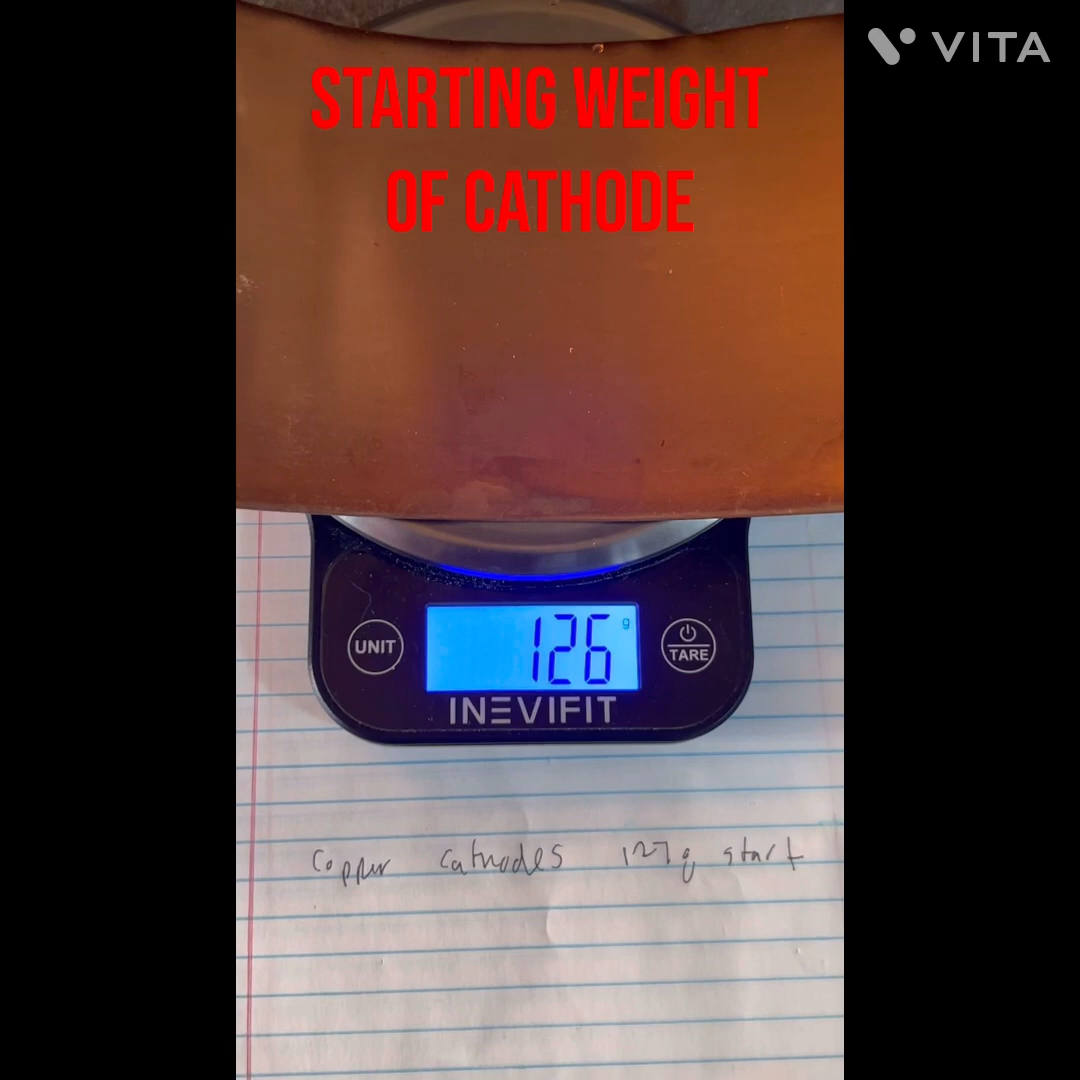 VITA
STARTING WEIGHT
OF CATHODE
UNIT
126 g
TARE
INEVIFIT
Copper cathodes 127g start